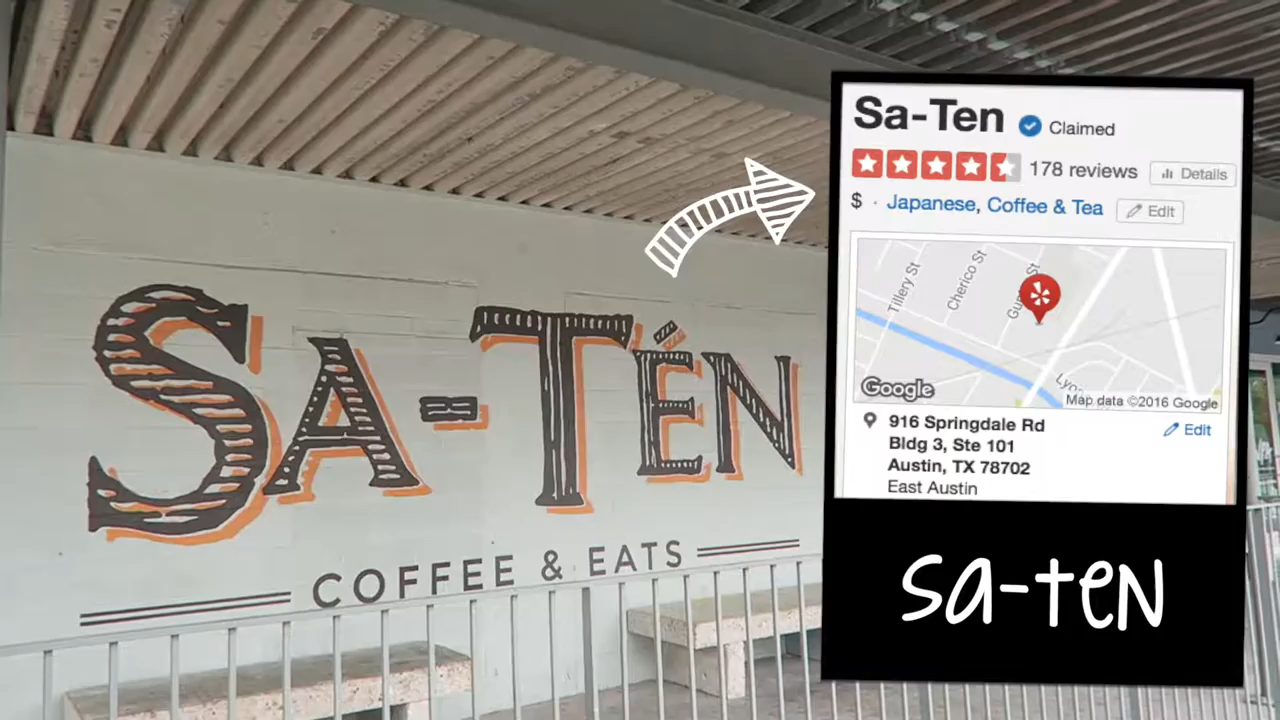 SA-TÉN
COFFEE & EATS
Sa-Ten Claimed
178 reviews Details
$ · Japanese, Coffee & Tea Edit
Tillery St
Cherico St
Google
Map data ©2016 Google
916 Springdale Rd
Edit
Bldg 3, Ste 101
Austin, TX 78702
East Austin
sa-ten